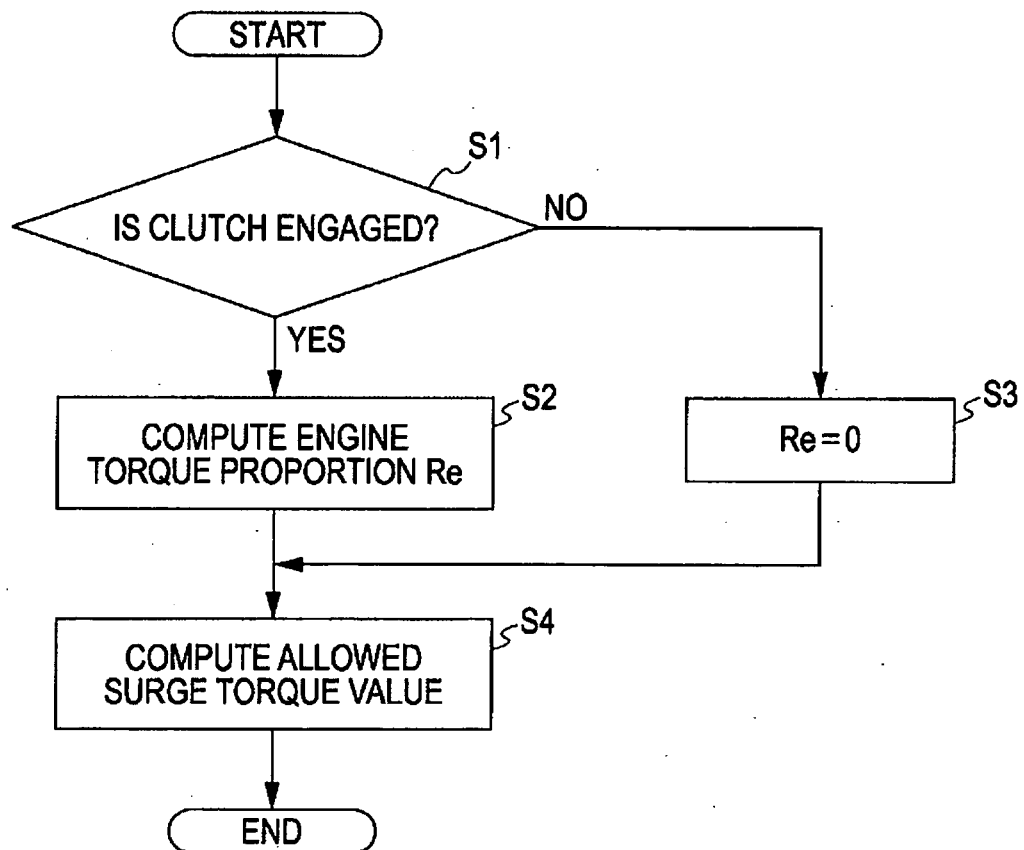 START
S1
IS CLUTCH ENGAGED?
NO
YES
S2
COMPUTE ENGINE
TORQUE PROPORTION Re
S3
Re=0
S4
COMPUTE ALLOWED
SURGE TORQUE VALUE
END